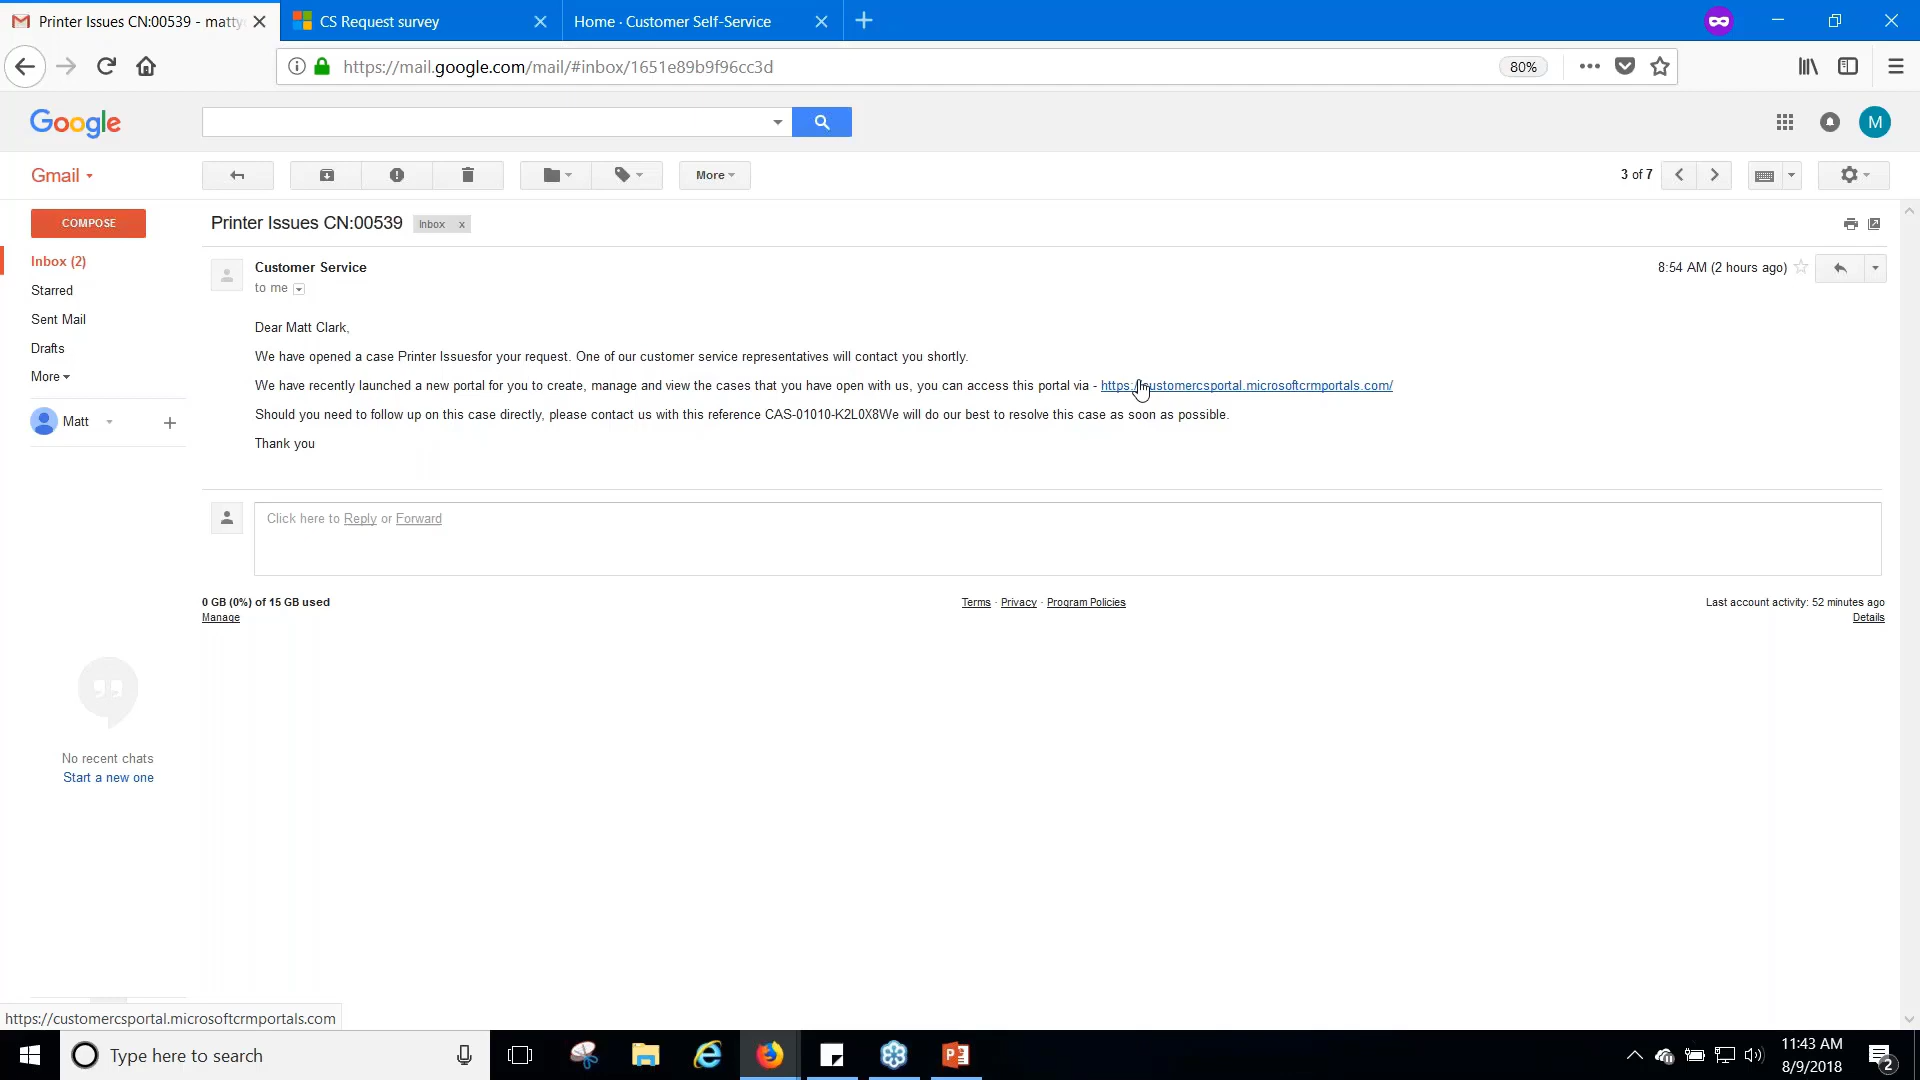 Printer Issues CN:00539 - matty
CS Request survey
Home · Customer Self-Service
https://mail.google.com/mail/#inbox/1651e89b9f96cc3d
80%
Google
M
Gmail
More
3 of 7
COMPOSE
Printer Issues CN:00539
Inbox x
Inbox (2)
Starred
Sent Mail
Drafts
More
Matt
Customer Service
to me
8:54 AM (2 hours ago)
Dear Matt Clark,
We have opened a case Printer Issuesfor your request. One of our customer service representatives will contact you shortly.
We have recently launched a new portal for you to create, manage and view the cases that you have open with us, you can access this portal via - https://customercsportal.microsoftcrmportals.com/
Should you need to follow up on this case directly, please contact us with this reference CAS-01010-K2L0X8We will do our best to resolve this case as soon as possible.
Thank you
Click here to Reply or Forward
0 GB (0%) of 15 GB used
Manage
Terms · Privacy · Program Policies
Last account activity: 52 minutes ago
Details
No recent chats
Start a new one
https://customercsportal.microsoftcrmportals.com
Type here to search
11:43 AM
8/9/2018
2